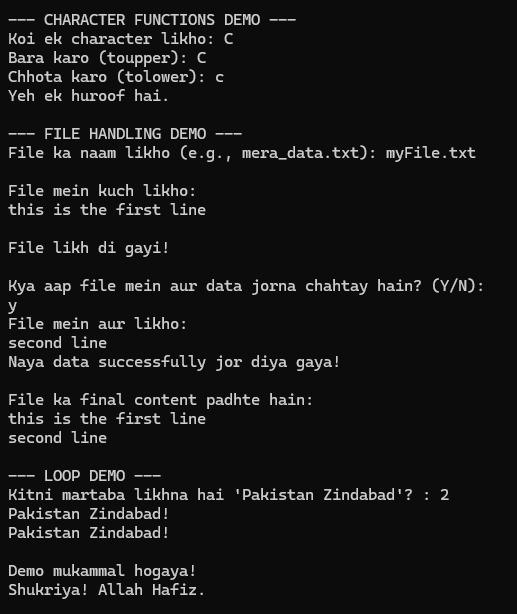 --- CHARACTER FUNCTIONS DEMO ---
Koi ek character likho: C
Bara karo (toupper): C
Chhota karo (tolower): c
Yeh ek huroof hai.
--- FILE HANDLING DEMO ---
File ka naam likho (e.g., mera_data.txt): myFile.txt
File mein kuch likho:
this is the first line
File likh di gayi!
Kya aap file mein aur data jorna chahtay hain? (Y/N):
y
File mein aur likho:
second line
Naya data successfully jor diya gaya!
File ka final content padhte hain:
this is the first line
second line
--- LOOP DEMO ---
Kitni martaba likhna hai 'Pakistan Zindabad'? : 2
Pakistan Zindabad!
Pakistan Zindabad!
Demo mukammal hogaya!
Shukriya! Allah Hafiz.